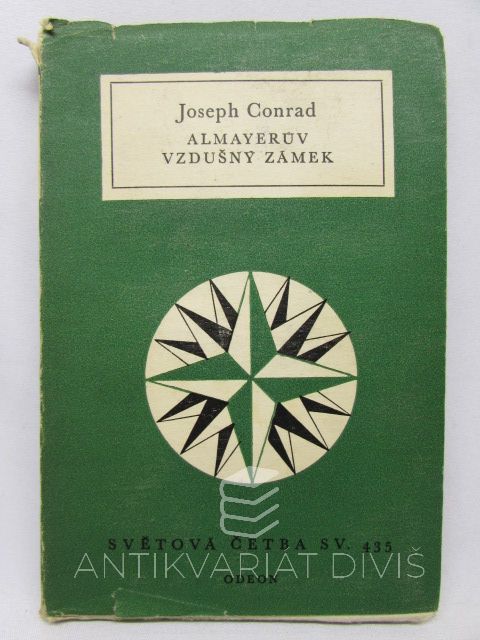 Joseph Conrad
ALMAYERŮV
VZDUŠNÝ ZÁMEK
SVĚTOVÁ ČETBA SV. 435
ANTIKVARIÁT DIVIŠ
ODEON